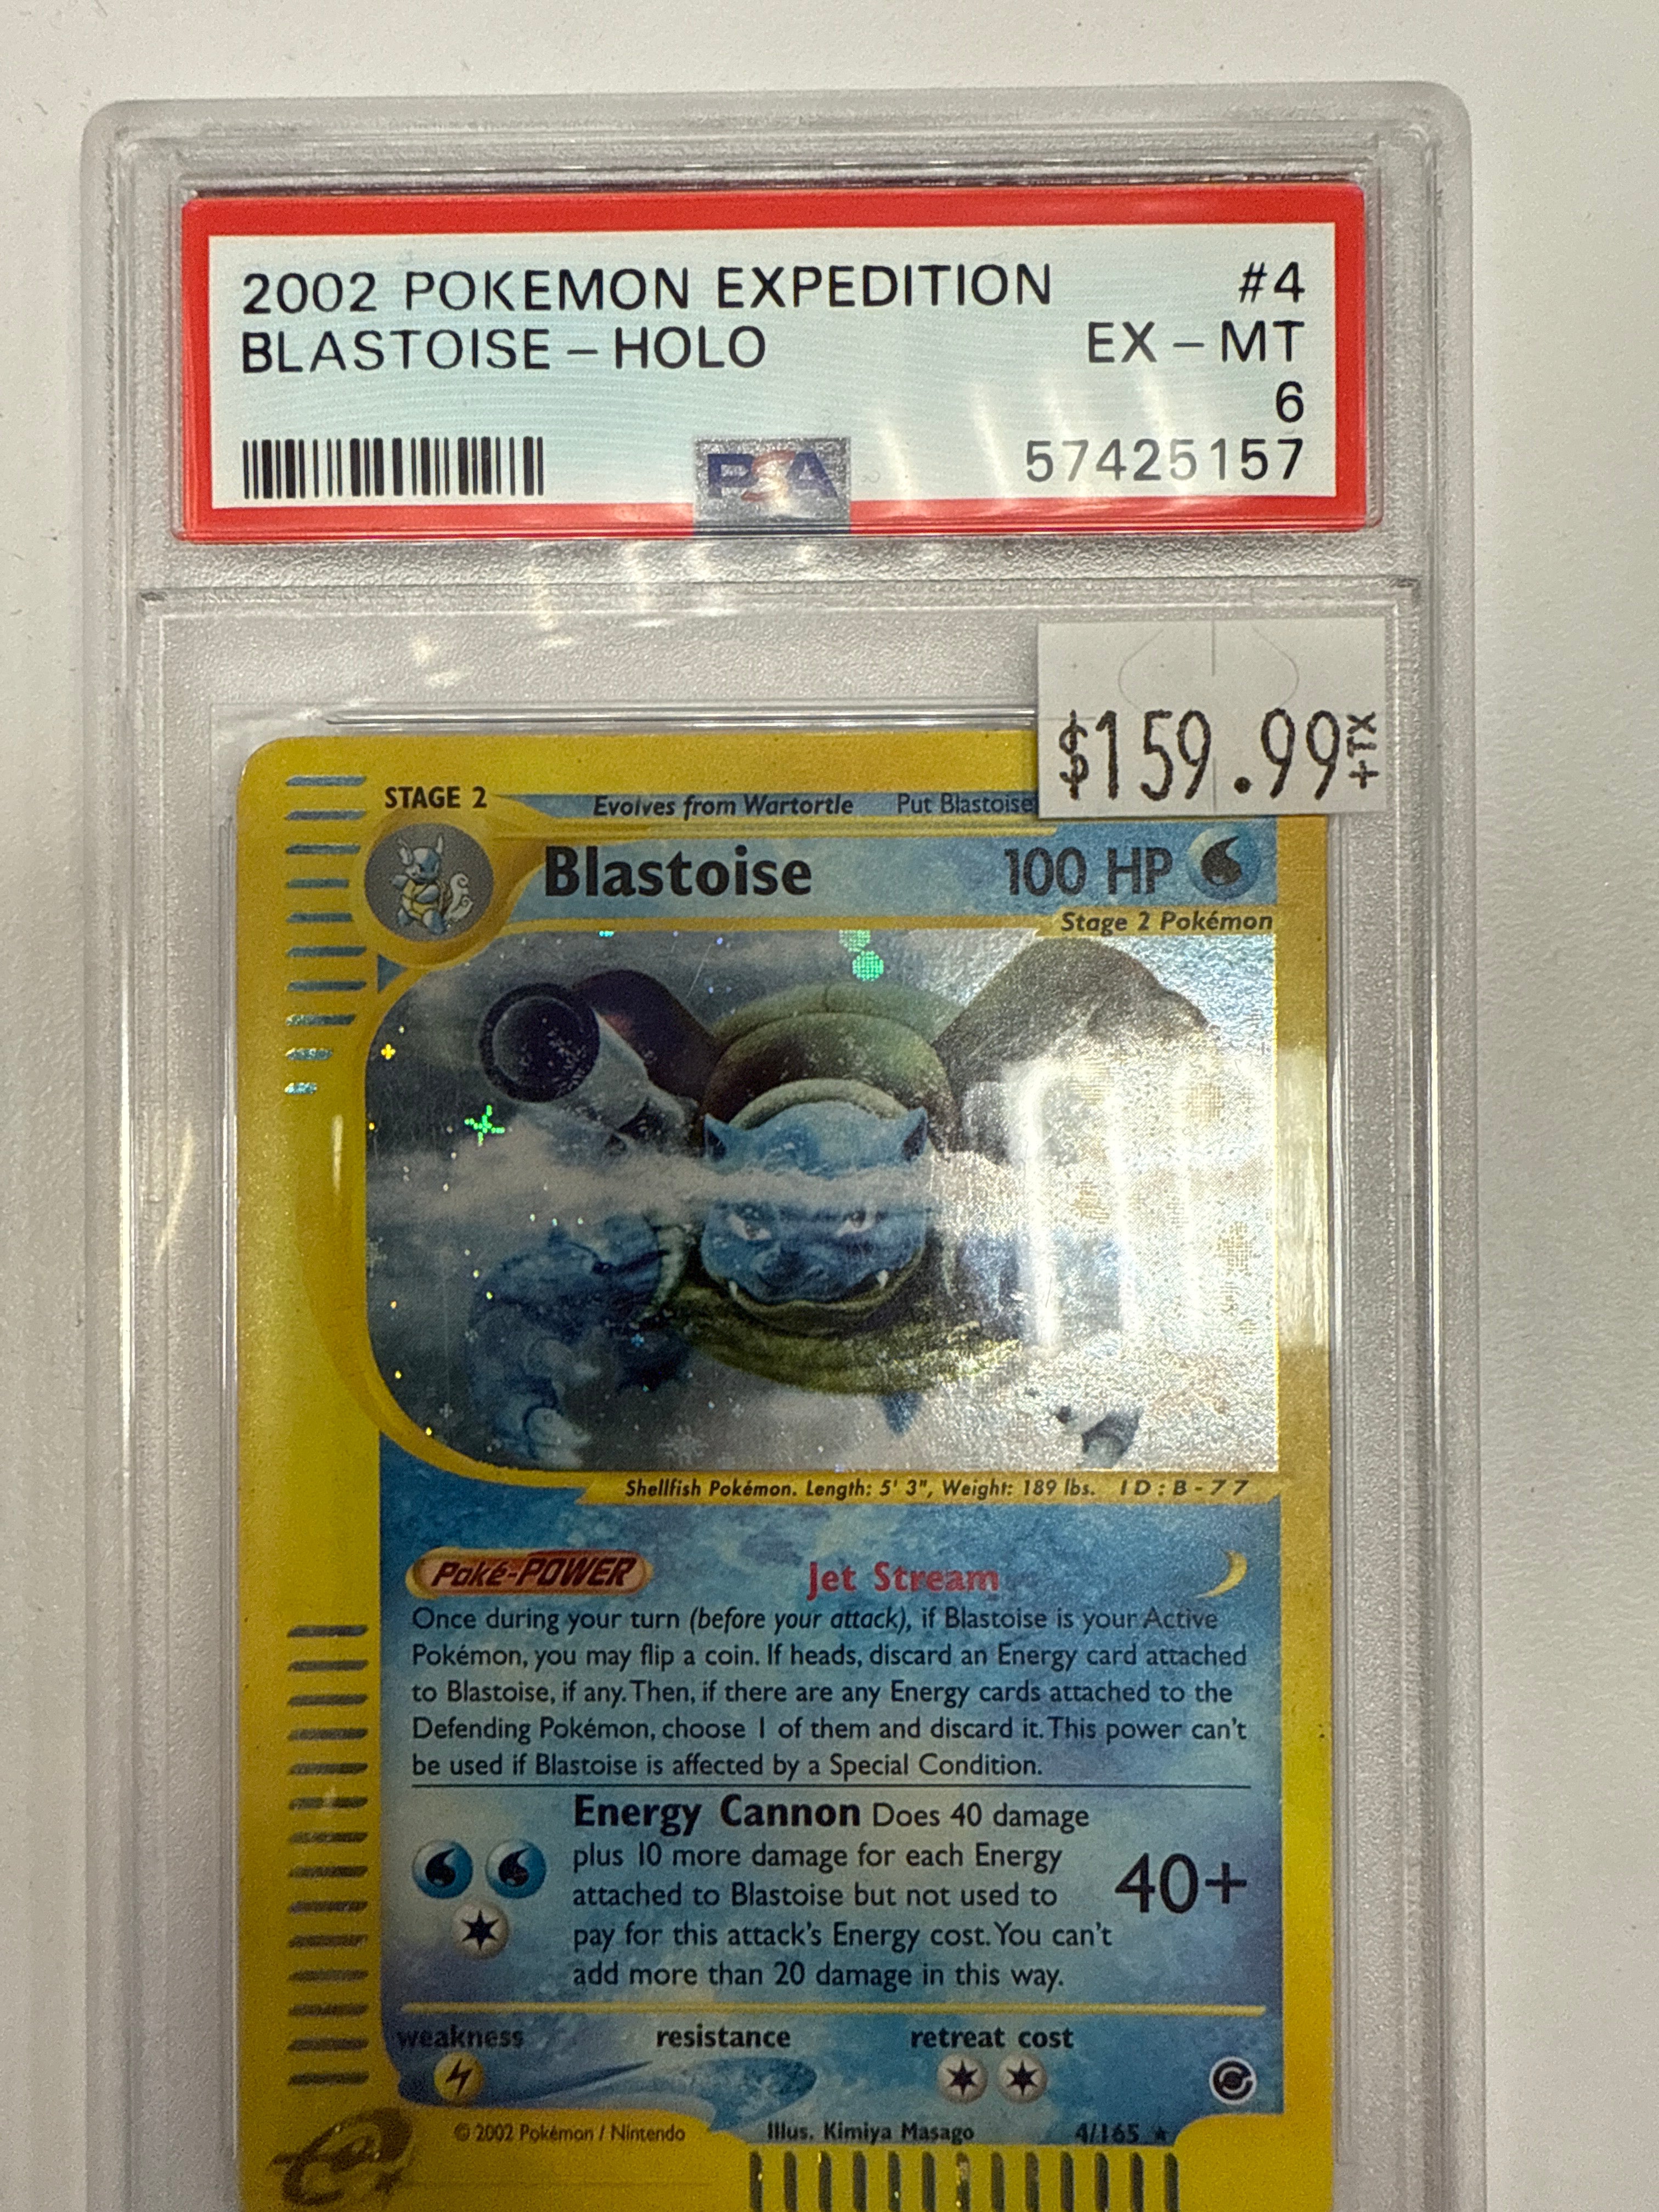 2002 POKEMON EXPEDITION #4
BLASTOISE - HOLO EX - MT
6
PSA 57425157
$159.99+TX
STAGE 2 Evolves from Wartortle Put Blastoise
Blastoise 100 HP
Stage 2 Pokémon
Shellfish Pokémon. Length: 5' 3", Weight: 189 lbs. ID:B-77
Poké-POWER Jet Stream
Once during your turn (before your attack), if Blastoise is your Active
Pokémon, you may flip a coin. If heads, discard an Energy card attached
to Blastoise, if any. Then, if there are any Energy cards attached to the
Defending Pokémon, choose 1 of them and discard it. This power can't
be used if Blastoise is affected by a Special Condition.
Energy Cannon Does 40 damage
plus 10 more damage for each Energy
attached to Blastoise but not used to
pay for this attack's Energy cost. You can't
add more than 20 damage in this way.
40+
weakness resistance retreat cost
© 2002 Pokémon / Nintendo Illus. Kimiya Masago 4/165 ★
e